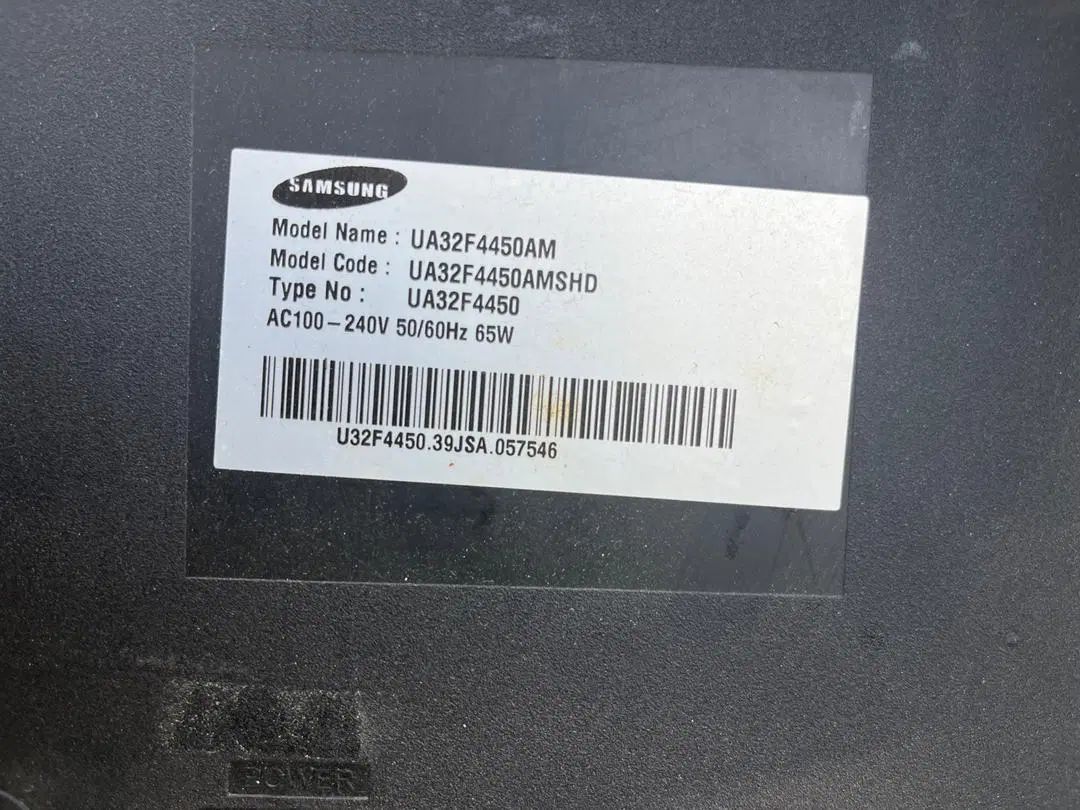 SAMSUNG
Model Name : UA32F4450AM
Model Code : UA32F4450AMSHD
Type No : UA32F4450
AC100-240V 50/60Hz 65W
U32F4450.39JSA.057546
POWER